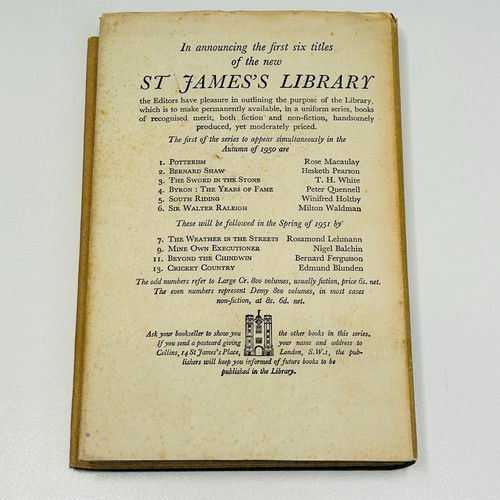 In announcing the first six titles
of the new
ST JAMES'S LIBRARY
the Editors have pleasure in outlining the purpose of the Library,
which is to make permanently available, in a uniform series, books
of recognised merit, both fiction and non-fiction, handsomely
produced, yet moderately priced.
The first of the series to appear simultaneously in the
Autumn of 1950 are
1. POTTERISM Rose Macaulay
2. BERNARD SHAW Hesketh Pearson
3. THE SWORD IN THE STONE T. H. White
4. BYRON : THE YEARS OF FAME Peter Quennell
5. SOUTH RIDING Winifred Holtby
6. SIR WALTER RALEIGH Milton Waldman
These will be followed in the Spring of 1951 by
7. THE WEATHER IN THE STREETS Rosamond Lehmann
9. MINE OWN EXECUTIONER Nigel Balchin
11. BEYOND THE CHINDWIN Bernard Fergusson
13. CRICKET COUNTRY Edmund Blunden
The odd numbers refer to Large Cr. 8vo volumes, usually fiction, price 6s. net.
The even numbers represent Demy 8vo volumes, in most cases
non-fiction, at 8s. 6d. net.
Ask your bookseller to show you the other books in this series.
If you send a postcard giving your name and address to
Collins, 14 St James's Place, London, S.W.1, the pub-
lishers will keep you informed of future books to be
published in the Library.